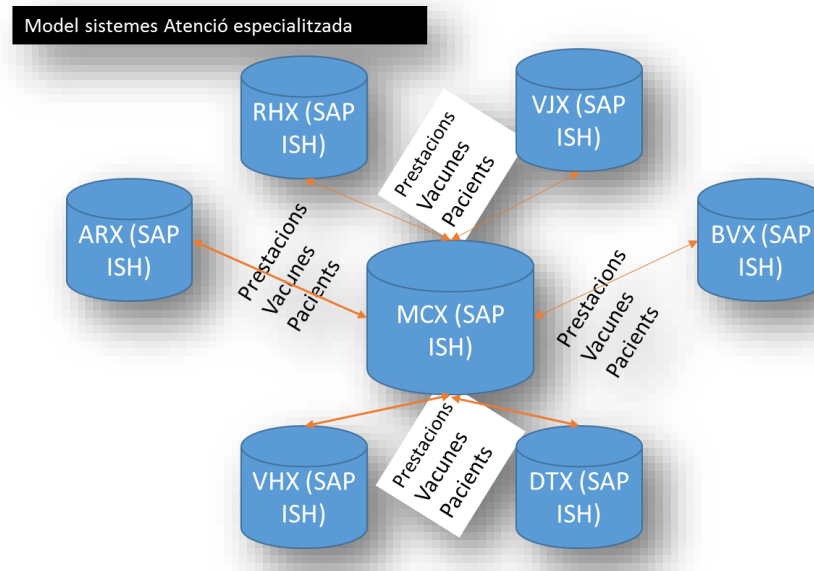 Model sistemes Atenció especialitzada
RHX (SAP
ISH)
VJX (SAP
ISH)
Prestacions
Vacunes
Pacients
ARX (SAP
ISH)
Prestacions
Vacunes
Pacients
BVX (SAP
ISH)
MCX (SAP
ISH)
Prestacions
Vacunes
Pacients
VHX (SAP
ISH)
Prestacions
Vacunes
Pacients
DTX (SAP
ISH)